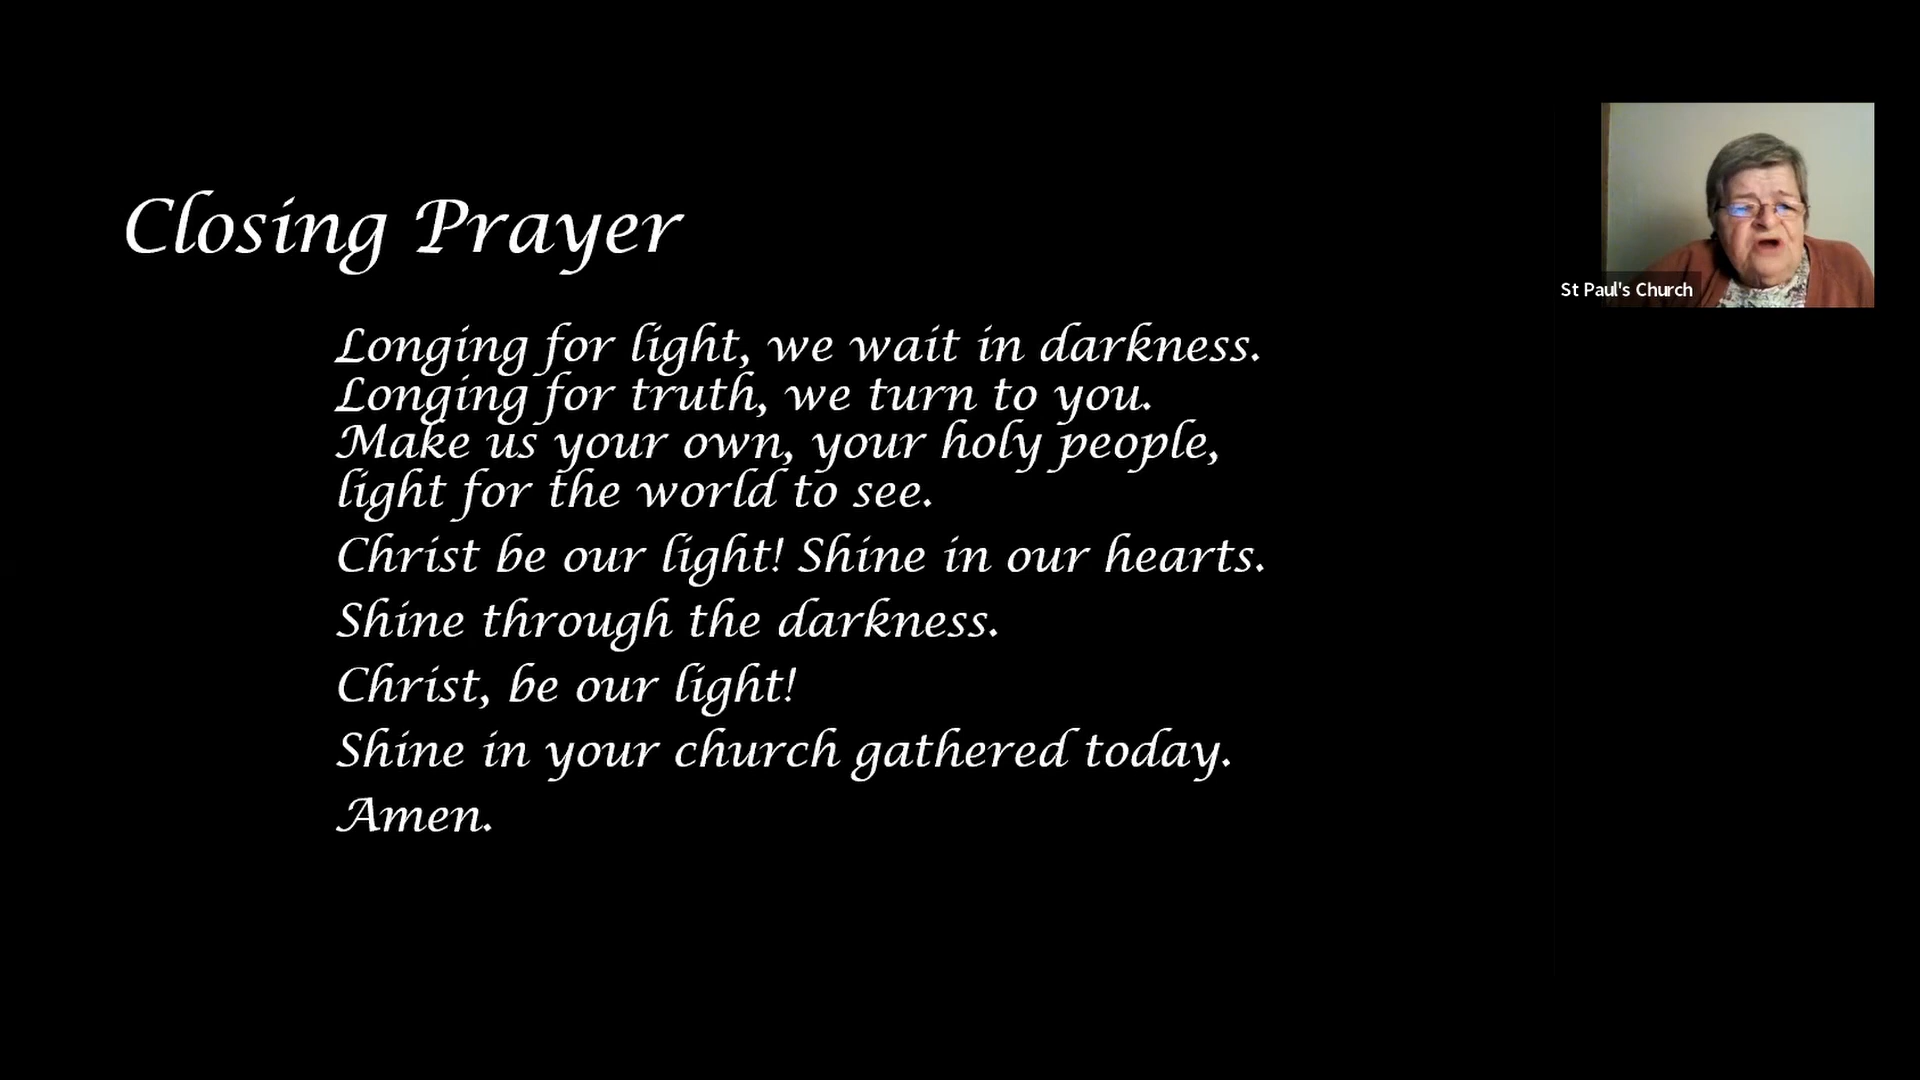 Closing Prayer
Longing for light, we wait in darkness.
Longing for truth, we turn to you.
Make us your own, your holy people,
light for the world to see.
Christ be our light! Shine in our hearts.
Shine through the darkness.
Christ, be our light!
Shine in your church gathered today.
Amen.
St Paul's Church